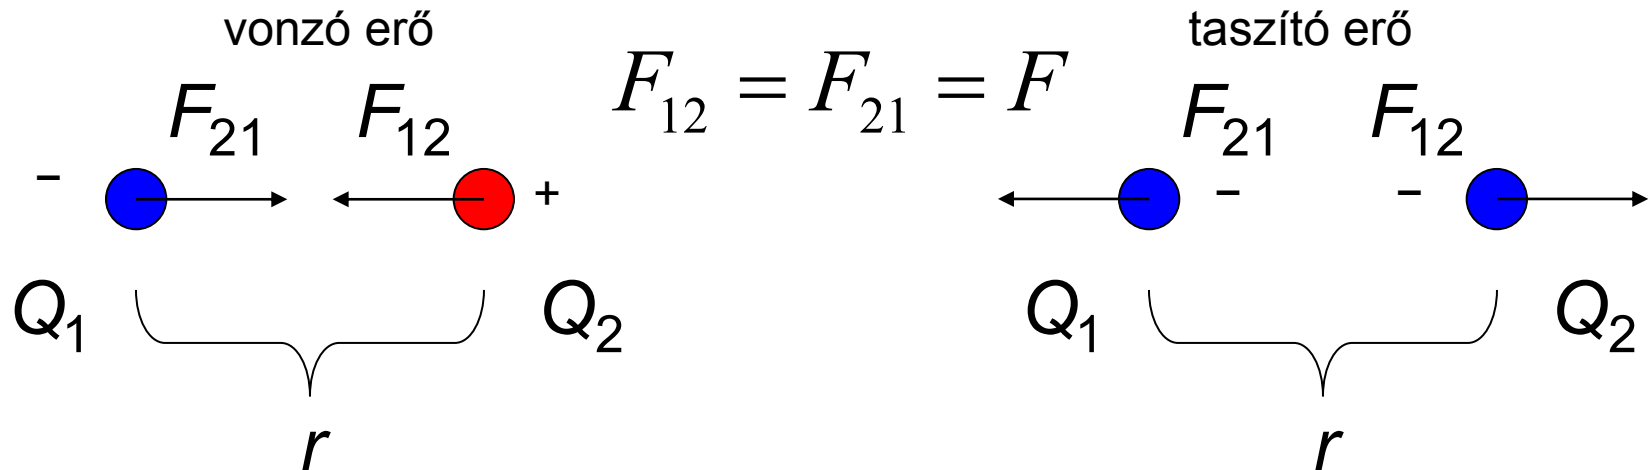 vonzó erő
F₂₁ F₁₂
– +
Q₁ Q₂
r
F₁₂ = F₂₁ = F
taszító erő
F₂₁ F₁₂
– –
Q₁ Q₂
r